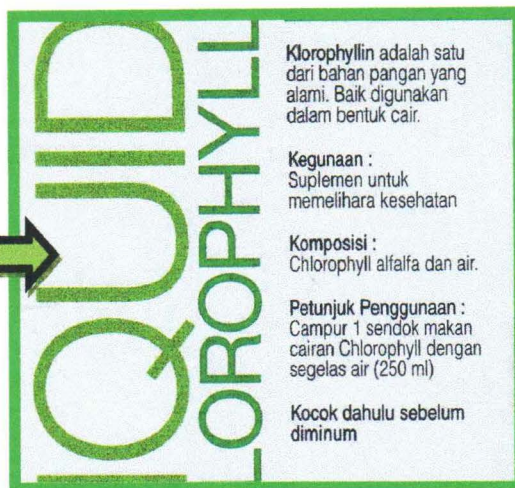 IQUID
LOROPHYLL
Klorophyllin adalah satu
dari bahan pangan yang
alami. Baik digunakan
dalam bentuk cair.
Kegunaan :
Suplemen untuk
memelihara kesehatan
Komposisi :
Chlorophyll alfalfa dan air.
Petunjuk Penggunaan :
Campur 1 sendok makan
cairan Chlorophyll dengan
segelas air (250 ml)
Kocok dahulu sebelum
diminum